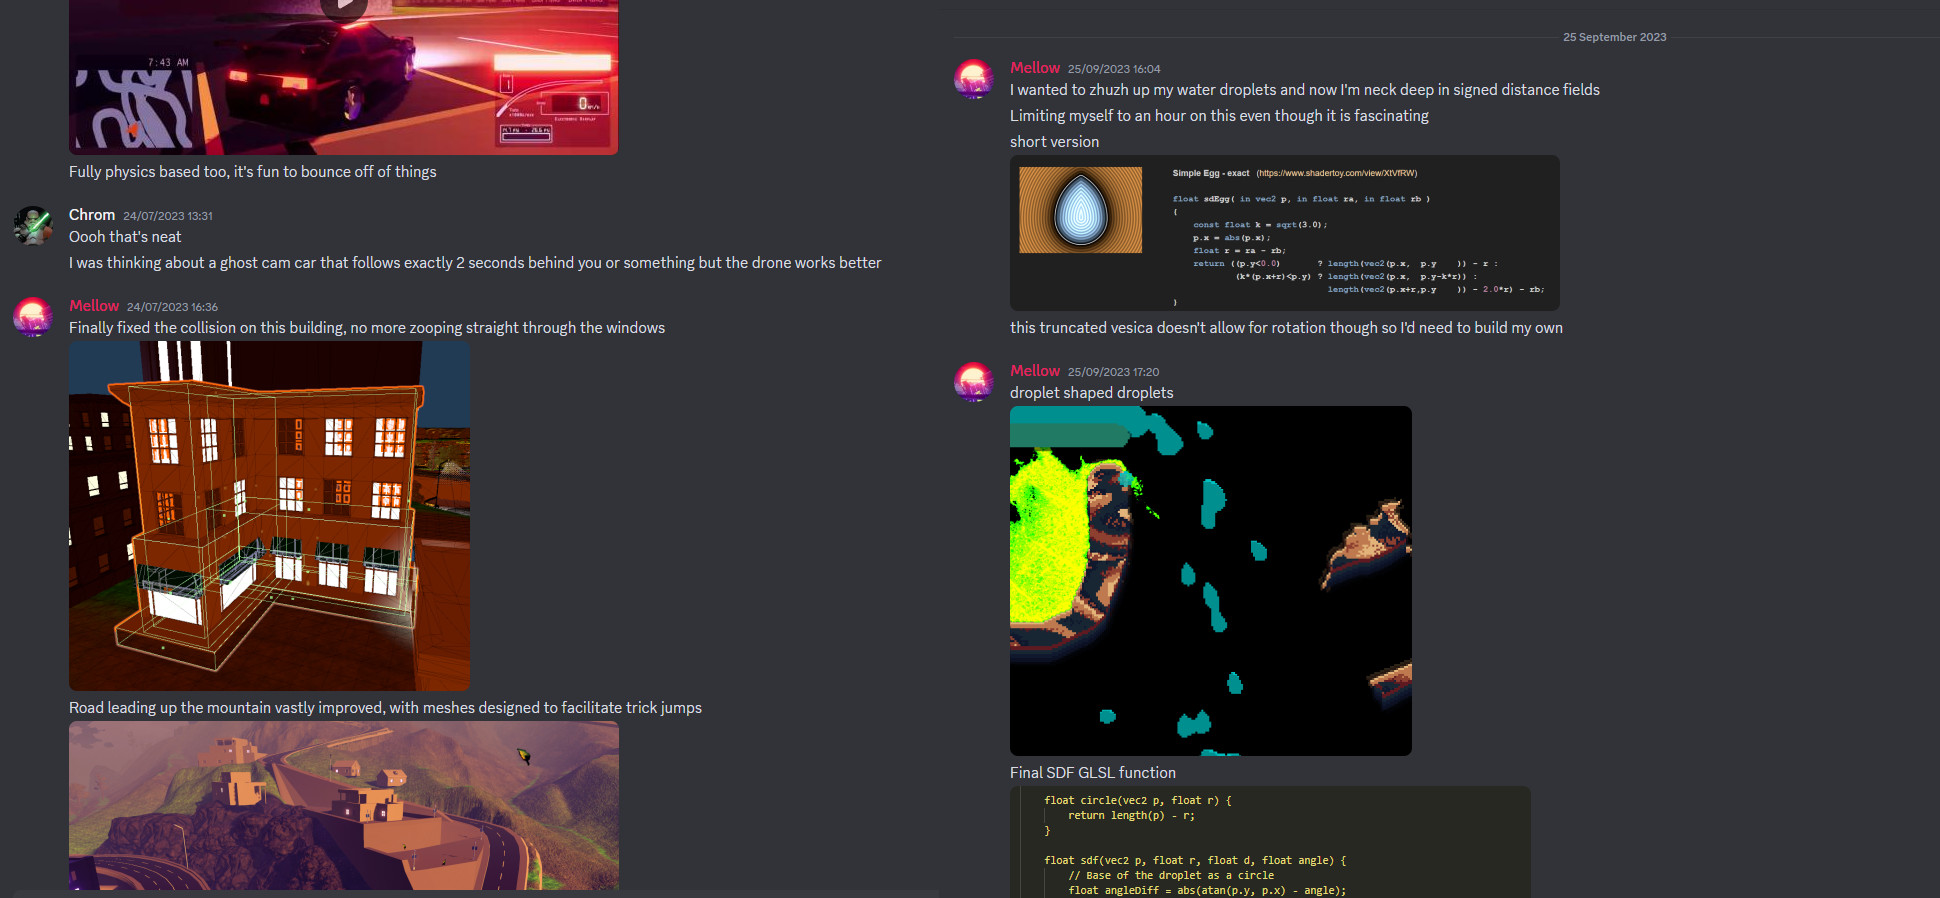 7:43 AM
0
Fully physics based too, it's fun to bounce off of things
Chrom 24/07/2023 13:31
Oooh that's neat
I was thinking about a ghost cam car that follows exactly 2 seconds behind you or something but the drone works better
Mellow 24/07/2023 16:36
Finally fixed the collision on this building, no more zooping straight through the windows
Road leading up the mountain vastly improved, with meshes designed to facilitate trick jumps
25 September 2023
Mellow 25/09/2023 16:04
I wanted to zhuzh up my water droplets and now I'm neck deep in signed distance fields
Limiting myself to an hour on this even though it is fascinating
short version
Simple Egg - exact (https://www.shadertoy.com/view/XtVfRW)
float sdEgg( in vec2 p, in float ra, in float rb )
{
const float k = sqrt(3.0);
p.x = abs(p.x);
float r = ra - rb;
return ((p.y<0.0) ? length(vec2(p.x, p.y )) - r :
(k*(p.x+r)<p.y) ? length(vec2(p.x, p.y-k*r)) :
length(vec2(p.x+r,p.y )) - 2.0*r) - rb;
}
this truncated vesica doesn't allow for rotation though so I'd need to build my own
Mellow 25/09/2023 17:20
droplet shaped droplets
Final SDF GLSL function
float circle(vec2 p, float r) {
return length(p) - r;
}
float sdf(vec2 p, float r, float d, float angle) {
// Base of the droplet as a circle
float angleDiff = abs(atan(p.y, p.x) - angle);